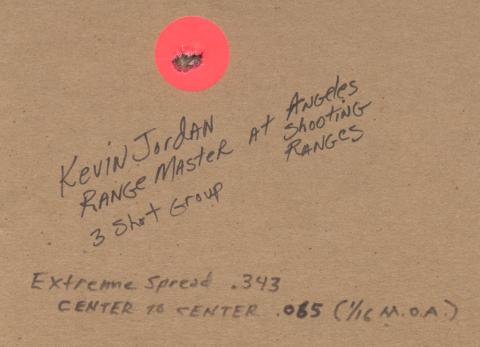 Kevin Jordan
Range Master at Angeles
Shooting
Ranges
3 Shot Group
Extreme Spread .343
CENTER TO CENTER .065 (1/16 M.O.A.)